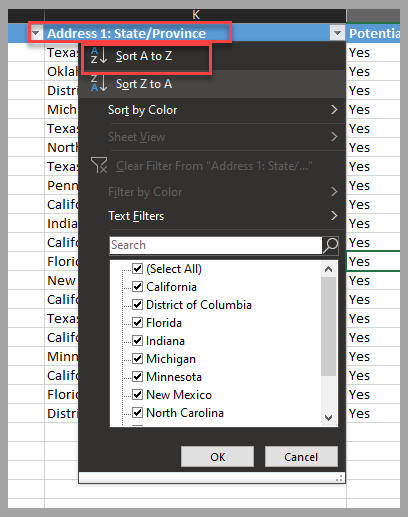 K
Address 1: State/Province
Potentia
Texas
Sort A to Z
Yes
Oklah
Yes
Distri
Sort Z to A
Yes
Michi
Sort by Color
Yes
Texas
Yes
North
Sheet View
Yes
Texas
Clear Filter From "Address 1: State/..."
Yes
Penn
Filter by Color
Yes
Califo
Yes
India
Text Filters
Yes
Califo
Search
Yes
Florid
(Select All)
Yes
New
California
Yes
Califo
District of Columbia
Yes
Texas
Florida
Yes
Califo
Indiana
Yes
Minn
Michigan
Yes
Califo
Minnesota
Yes
Florid
New Mexico
Yes
Distri
North Carolina
Yes
OK
Cancel